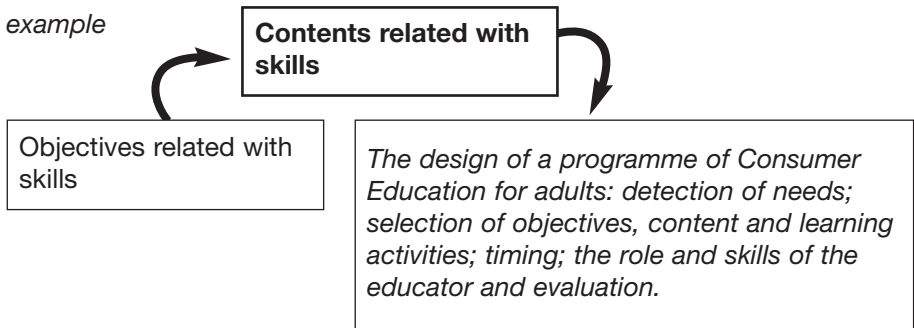 example
Contents related with
skills
Objectives related with
skills
The design of a programme of Consumer
Education for adults: detection of needs;
selection of objectives, content and learning
activities; timing; the role and skills of the
educator and evaluation.